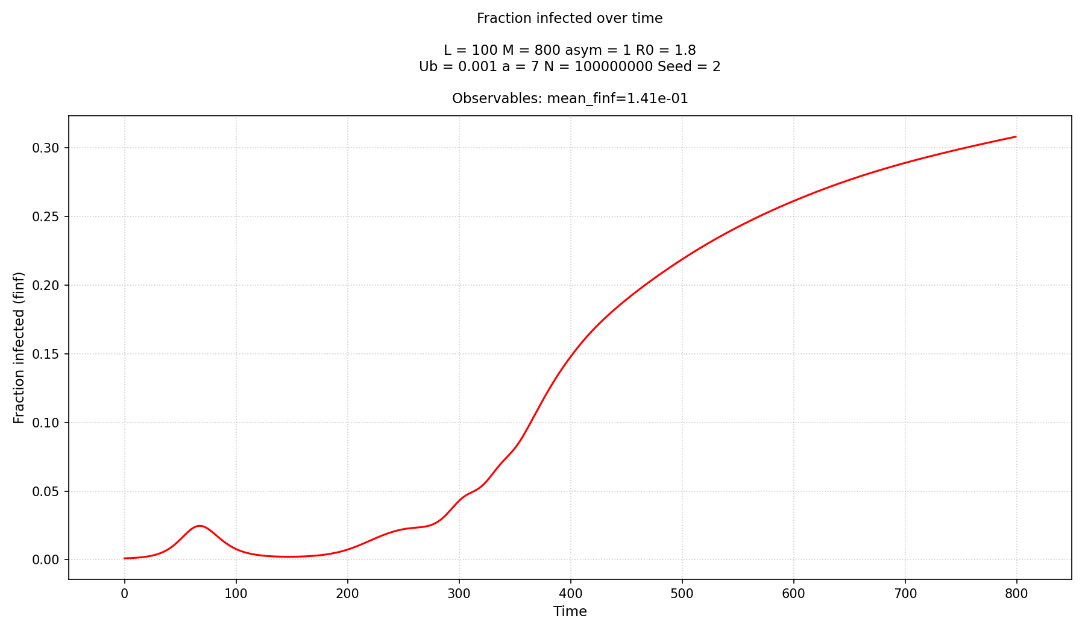 Fraction infected over time
L = 100 M = 800 asym = 1 R0 = 1.8
Ub = 0.001 a = 7 N = 100000000 Seed = 2
Observables: mean_finf=1.41e-01
Fraction infected (finf)
0.30
0.25
0.20
0.15
0.10
0.05
0.00
0 100 200 300 400 500 600 700 800
Time